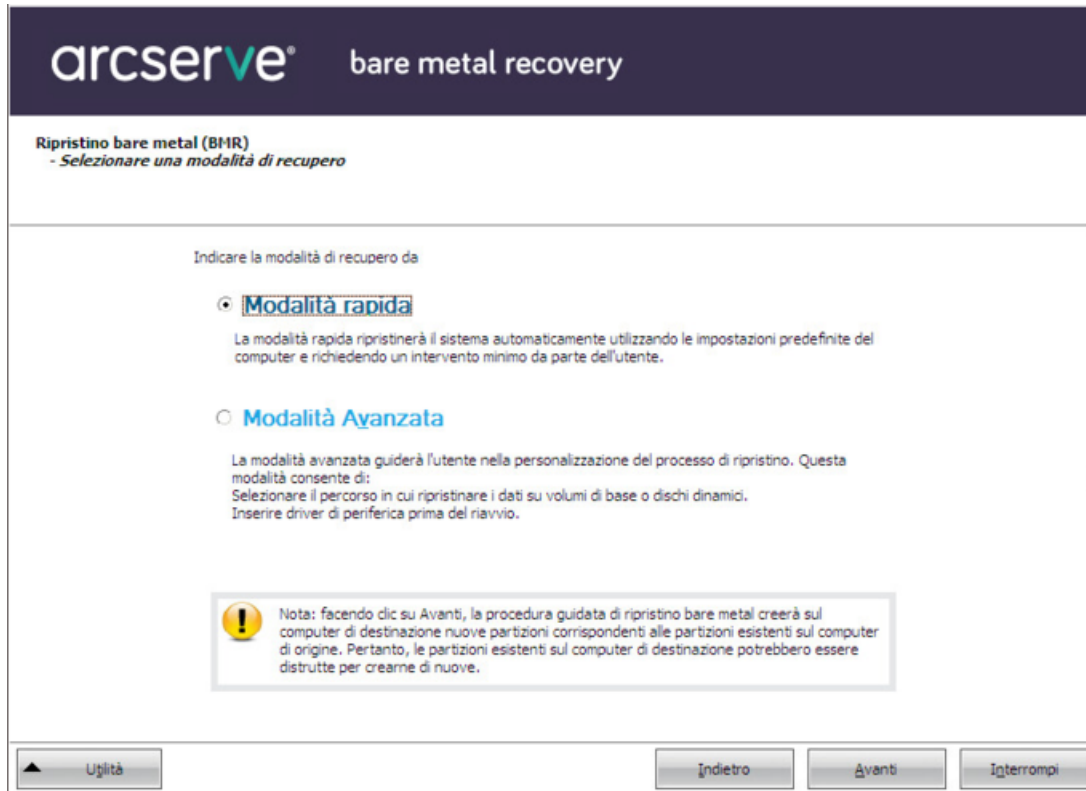 arcserve® bare metal recovery
Ripristino bare metal (BMR)
- Selezionare una modalità di recupero
Indicare la modalità di recupero da
Modalità rapida
La modalità rapida ripristinerà il sistema automaticamente utilizzando le impostazioni predefinite del
computer e richiedendo un intervento minimo da parte dell'utente.
Modalità Avanzata
La modalità avanzata guiderà l'utente nella personalizzazione del processo di ripristino. Questa
modalità consente di:
Selezionare il percorso in cui ripristinare i dati su volumi di base o dischi dinamici.
Inserire driver di periferica prima del riavvio.
Nota: facendo clic su Avanti, la procedura guidata di ripristino bare metal creerà sul
computer di destinazione nuove partizioni corrispondenti alle partizioni esistenti sul computer
di origine. Pertanto, le partizioni esistenti sul computer di destinazione potrebbero essere
distrutte per crearne di nuove.
Utilità
Indietro
Avanti
Interrompi